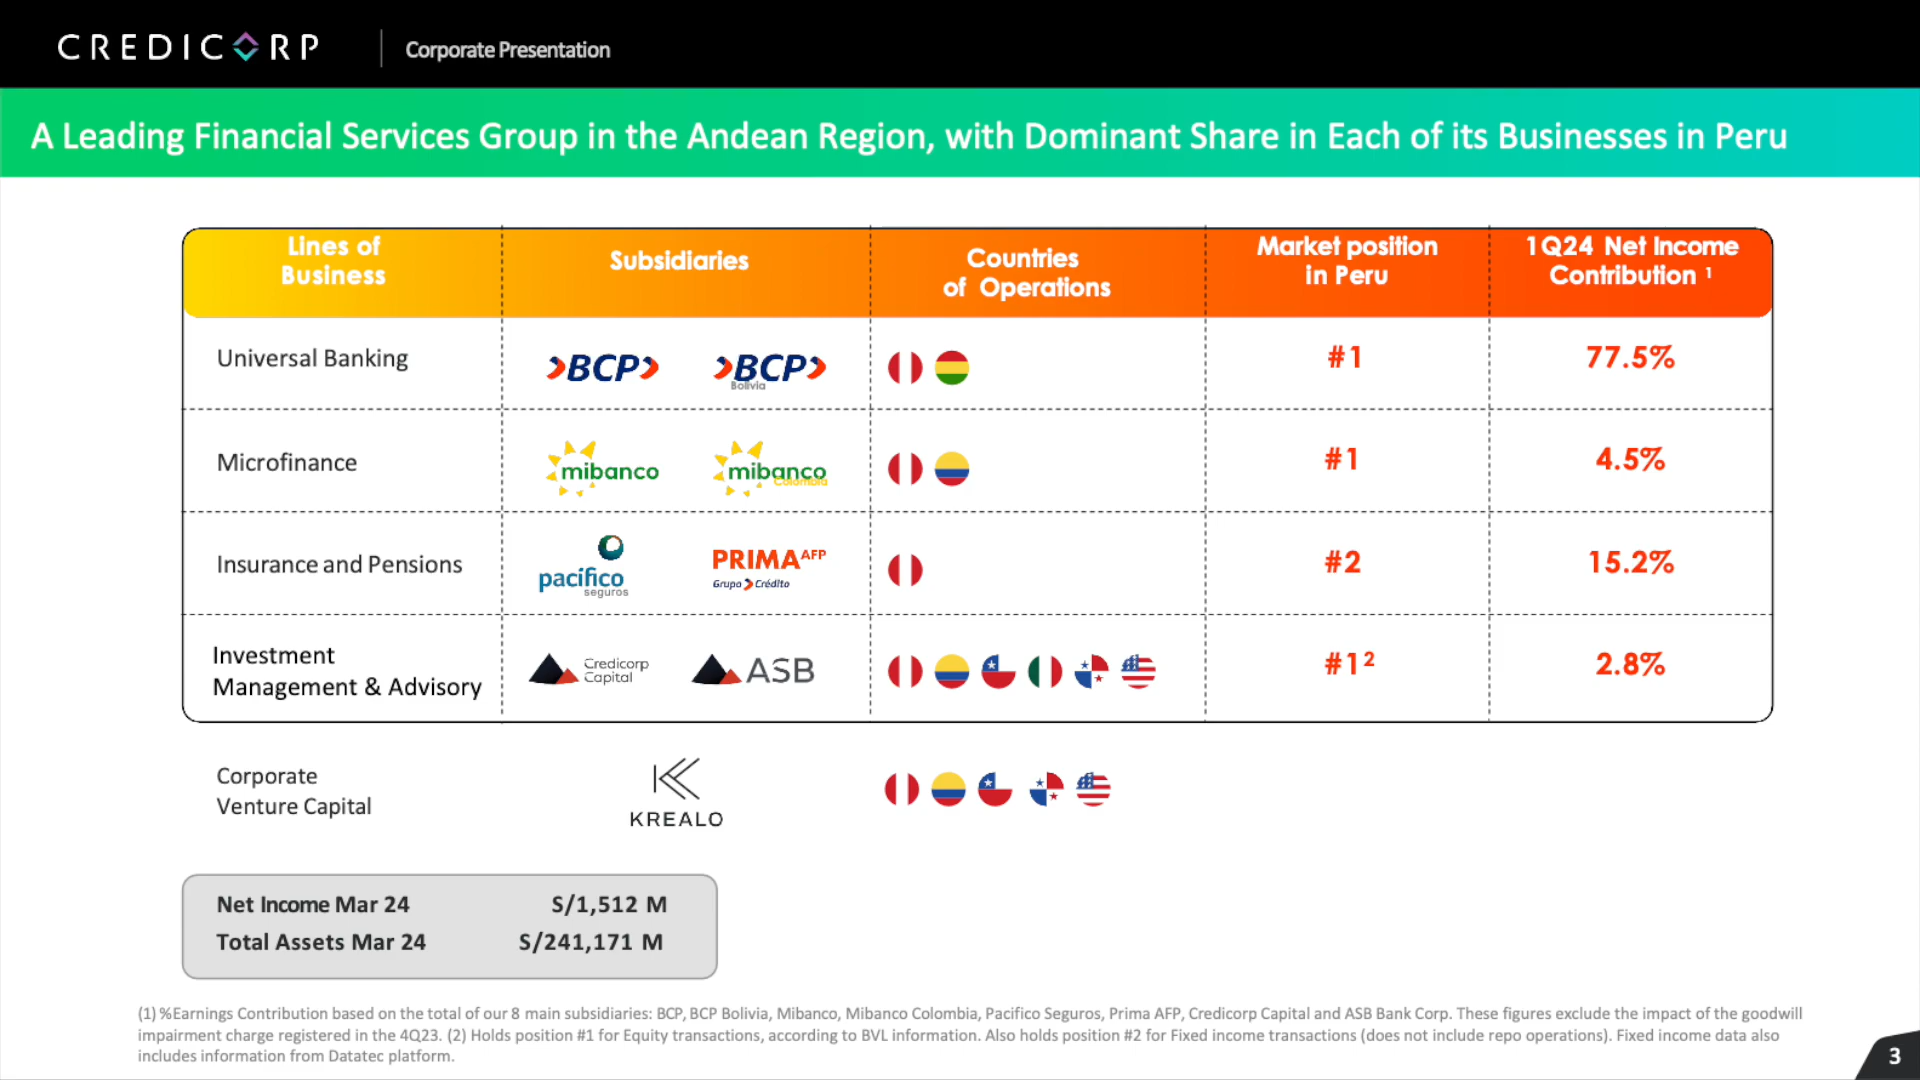 CREDICORP
Corporate Presentation
A Leading Financial Services Group in the Andean Region, with Dominant Share in Each of its Businesses in Peru
Lines of
Business
Subsidiaries
Countries
of Operations
Market position
in Peru
1Q24 Net Income
Contribution ¹
Universal Banking
BCP
BCP
Bolivia
#1
77.5%
Microfinance
mibanco
mibanco
Colombia
#1
4.5%
Insurance and Pensions
pacifico
seguros
PRIMA AFP
Grupo Crédito
#2
15.2%
Investment
Management & Advisory
Credicorp
Capital
ASB
#1²
2.8%
Corporate
Venture Capital
KREALO
Net Income Mar 24 S/1,512 M
Total Assets Mar 24 S/241,171 M
(1) %Earnings Contribution based on the total of our 8 main subsidiaries: BCP, BCP Bolivia, Mibanco, Mibanco Colombia, Pacifico Seguros, Prima AFP, Credicorp Capital and ASB Bank Corp. These figures exclude the impact of the goodwill
impairment charge registered in the 4Q23. (2) Holds position #1 for Equity transactions, according to BVL information. Also holds position #2 for Fixed income transactions (does not include repo operations). Fixed income data also
includes information from Datatec platform.
3